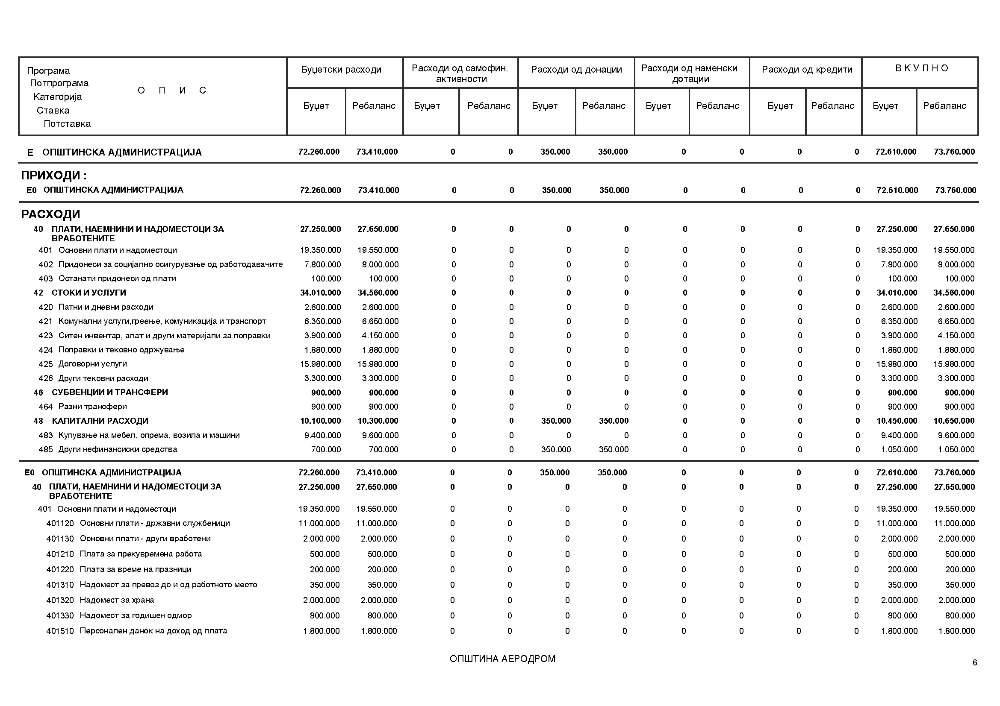 Програма
Потпрограма
Категорија
Ставка
Потставка
О П И С
Буџетски расходи Расходи од самофин. активности Расходи од донации Расходи од наменски дотации Расходи од кредити В К У П Н О
Буџет Ребаланс Буџет Ребаланс Буџет Ребаланс Буџет Ребаланс Буџет Ребаланс Буџет Ребаланс
Е ОПШТИНСКА АДМИНИСТРАЦИЈА 72.260.000 73.410.000 0 0 350.000 350.000 0 0 0 0 72.610.000 73.760.000
ПРИХОДИ :
Е0 ОПШТИНСКА АДМИНИСТРАЦИЈА 72.260.000 73.410.000 0 0 350.000 350.000 0 0 0 0 72.610.000 73.760.000
РАСХОДИ
40 ПЛАТИ, НАЕМНИНИ И НАДОМЕСТОЦИ ЗА 27.250.000 27.650.000 0 0 0 0 0 0 0 0 27.250.000 27.650.000
ВРАБОТЕНИТЕ
401 Основни плати и надоместоци 19.350.000 19.550.000 0 0 0 0 0 0 0 0 19.350.000 19.550.000
402 Придонеси за социјално осигурување од работодавачите 7.800.000 8.000.000 0 0 0 0 0 0 0 0 7.800.000 8.000.000
403 Останати придонеси од плати 100.000 100.000 0 0 0 0 0 0 0 0 100.000 100.000
42 СТОКИ И УСЛУГИ 34.010.000 34.560.000 0 0 0 0 0 0 0 0 34.010.000 34.560.000
420 Патни и дневни расходи 2.600.000 2.600.000 0 0 0 0 0 0 0 0 2.600.000 2.600.000
421 Комунални услуги,греење, комуникација и транспорт 6.350.000 6.650.000 0 0 0 0 0 0 0 0 6.350.000 6.650.000
423 Ситен инвентар, алат и други материјали за поправки 3.900.000 4.150.000 0 0 0 0 0 0 0 0 3.900.000 4.150.000
424 Поправки и тековно одржување 1.880.000 1.880.000 0 0 0 0 0 0 0 0 1.880.000 1.880.000
425 Договорни услуги 15.980.000 15.980.000 0 0 0 0 0 0 0 0 15.980.000 15.980.000
426 Други тековни расходи 3.300.000 3.300.000 0 0 0 0 0 0 0 0 3.300.000 3.300.000
46 СУБВЕНЦИИ И ТРАНСФЕРИ 900.000 900.000 0 0 0 0 0 0 0 0 900.000 900.000
464 Разни трансфери 900.000 900.000 0 0 0 0 0 0 0 0 900.000 900.000
48 КАПИТАЛНИ РАСХОДИ 10.100.000 10.300.000 0 0 350.000 350.000 0 0 0 0 10.450.000 10.650.000
483 Купување на мебел, опрема, возила и машини 9.400.000 9.600.000 0 0 0 0 0 0 0 0 9.400.000 9.600.000
485 Други нефинансиски средства 700.000 700.000 0 0 350.000 350.000 0 0 0 0 1.050.000 1.050.000
Е0 ОПШТИНСКА АДМИНИСТРАЦИЈА 72.260.000 73.410.000 0 0 350.000 350.000 0 0 0 0 72.610.000 73.760.000
40 ПЛАТИ, НАЕМНИНИ И НАДОМЕСТОЦИ ЗА 27.250.000 27.650.000 0 0 0 0 0 0 0 0 27.250.000 27.650.000
ВРАБОТЕНИТЕ
401 Основни плати и надоместоци 19.350.000 19.550.000 0 0 0 0 0 0 0 0 19.350.000 19.550.000
401120 Основни плати - државни службеници 11.000.000 11.000.000 0 0 0 0 0 0 0 0 11.000.000 11.000.000
401130 Основни плати - други вработени 2.000.000 2.000.000 0 0 0 0 0 0 0 0 2.000.000 2.000.000
401210 Плата за прекувремена работа 500.000 500.000 0 0 0 0 0 0 0 0 500.000 500.000
401220 Плата за време на празници 200.000 200.000 0 0 0 0 0 0 0 0 200.000 200.000
401310 Надомест за превоз до и од работното место 350.000 350.000 0 0 0 0 0 0 0 0 350.000 350.000
401320 Надомест за храна 2.000.000 2.000.000 0 0 0 0 0 0 0 0 2.000.000 2.000.000
401330 Надомест за годишен одмор 800.000 800.000 0 0 0 0 0 0 0 0 800.000 800.000
401510 Персонален данок на доход од плата 1.800.000 1.800.000 0 0 0 0 0 0 0 0 1.800.000 1.800.000
ОПШТИНА АЕРОДРОМ
6